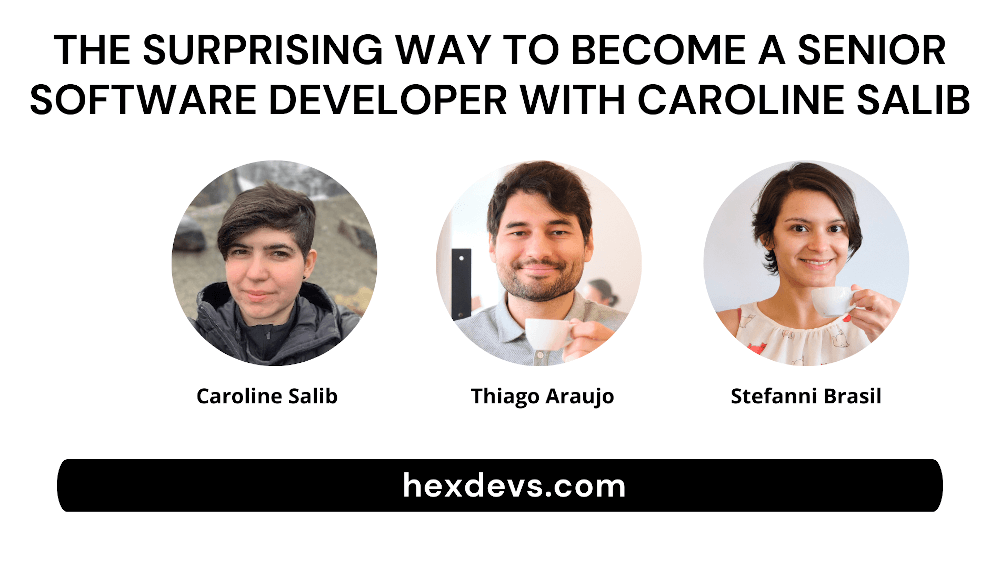 THE SURPRISING WAY TO BECOME A SENIOR
SOFTWARE DEVELOPER WITH CAROLINE SALIB
Caroline Salib
Thiago Araujo
Stefanni Brasil
hexdevs.com